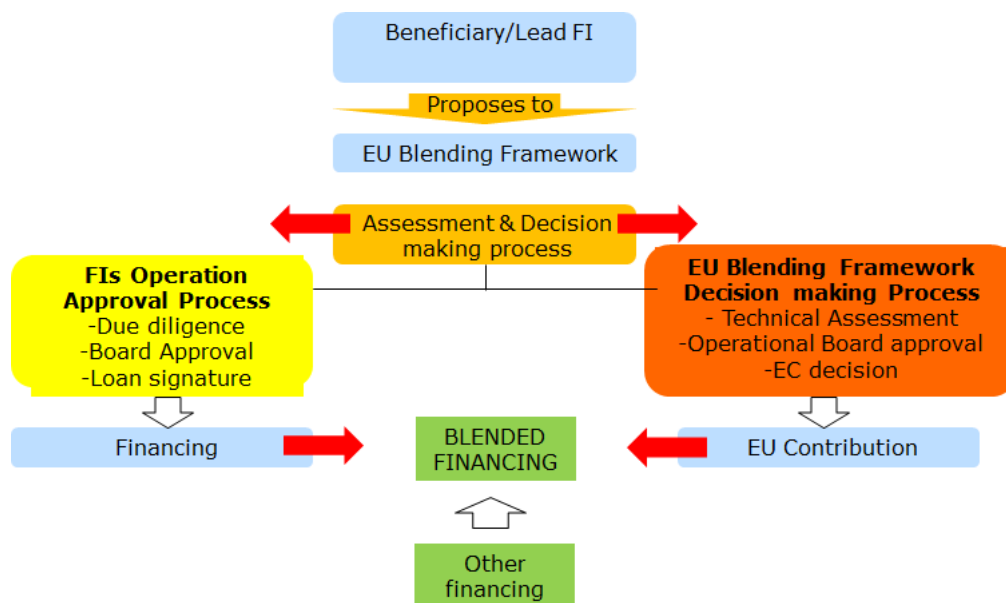 Beneficiary/Lead FI
Proposes to
EU Blending Framework
Assessment & Decision
making process
FIs Operation
Approval Process
-Due diligence
-Board Approval
-Loan signature
EU Blending Framework
Decision making Process
- Technical Assessment
-Operational Board approval
-EC decision
Financing
BLENDED
FINANCING
EU Contribution
Other
financing